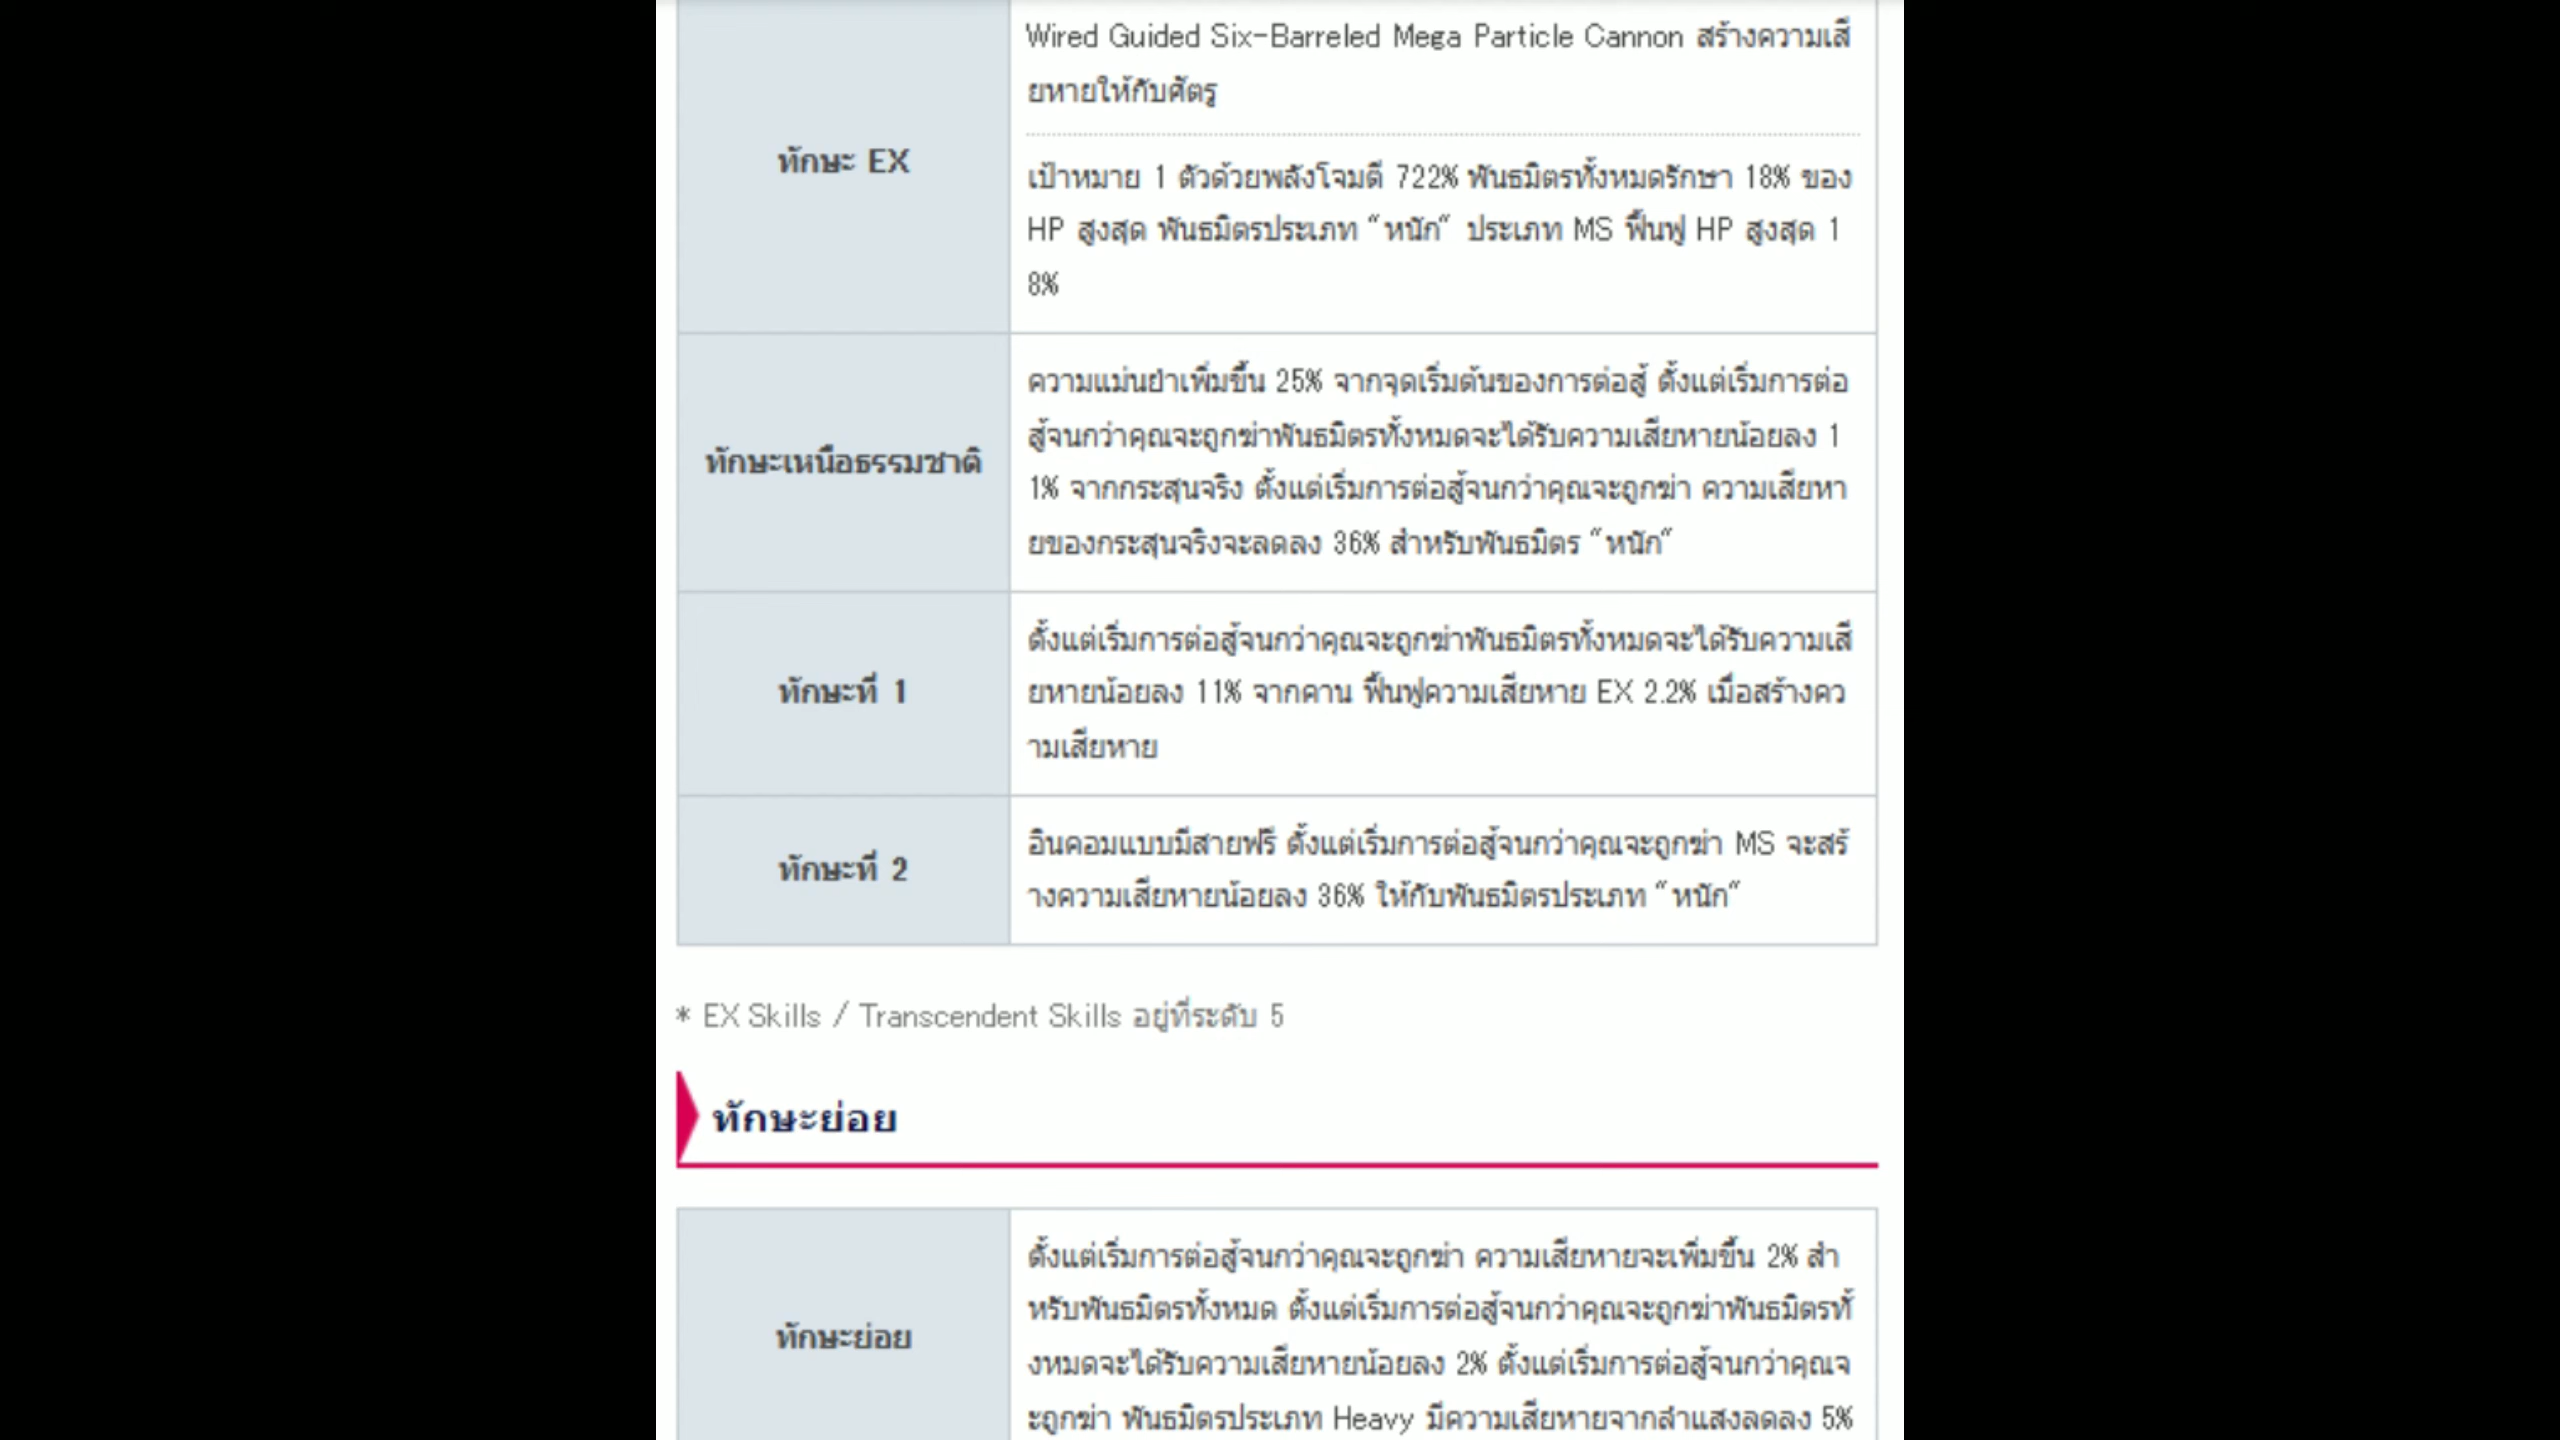 Wired Guided Six-Barreled Mega Particle Cannon สร้างความเสี
ยหายให้กับศัตรู
ทักษะ EX
เป้าหมาย 1 ตัวด้วยพลังโจมตี 722% พันธมิตรทั้งหมดรักษา 18% ของ
HP สูงสุด พันธมิตรประเภท "หนัก" ประเภท MS ฟื้นฟู HP สูงสุด 1
8%
ความแม่นยำเพิ่มขึ้น 25% จากจุดเริ่มต้นของการต่อสู้ ตั้งแต่เริ่มการต่อ
สู้จนกว่าคุณจะถูกฆ่าพันธมิตรทั้งหมดจะได้รับความเสียหายน้อยลง 1
ทักษะเหนือธรรมชาติ
1% จากกระสุนจริง ตั้งแต่เริ่มการต่อสู้จนกว่าคุณจะถูกฆ่า ความเสียหา
ยของกระสุนจริงจะลดลง 36% สำหรับพันธมิตร "หนัก"
ตั้งแต่เริ่มการต่อสู้จนกว่าคุณจะถูกฆ่าพันธมิตรทั้งหมดจะได้รับความเสี
ทักษะที่ 1
ยหายน้อยลง 11% จากคาน ฟื้นฟูความเสียหาย EX 2.2% เมื่อสร้างคว
ามเสียหาย
อินคอมแบบมีสายฟรี ตั้งแต่เริ่มการต่อสู้จนกว่าคุณจะถูกฆ่า MS จะสร้
ทักษะที่ 2
างความเสียหายน้อยลง 36% ให้กับพันธมิตรประเภท "หนัก"
* EX Skills / Transcendent Skills อยู่ที่ระดับ 5
ทักษะย่อย
ตั้งแต่เริ่มการต่อสู้จนกว่าคุณจะถูกฆ่า ความเสียหายจะเพิ่มขึ้น 2% สำ
หรับพันธมิตรทั้งหมด ตั้งแต่เริ่มการต่อสู้จนกว่าคุณจะถูกฆ่าพันธมิตรทั้
ทักษะย่อย
งหมดจะได้รับความเสียหายน้อยลง 2% ตั้งแต่เริ่มการต่อสู้จนกว่าคุณจ
ะถูกฆ่า พันธมิตรประเภท Heavy มีความเสียหายจากลำแสงลดลง 5%